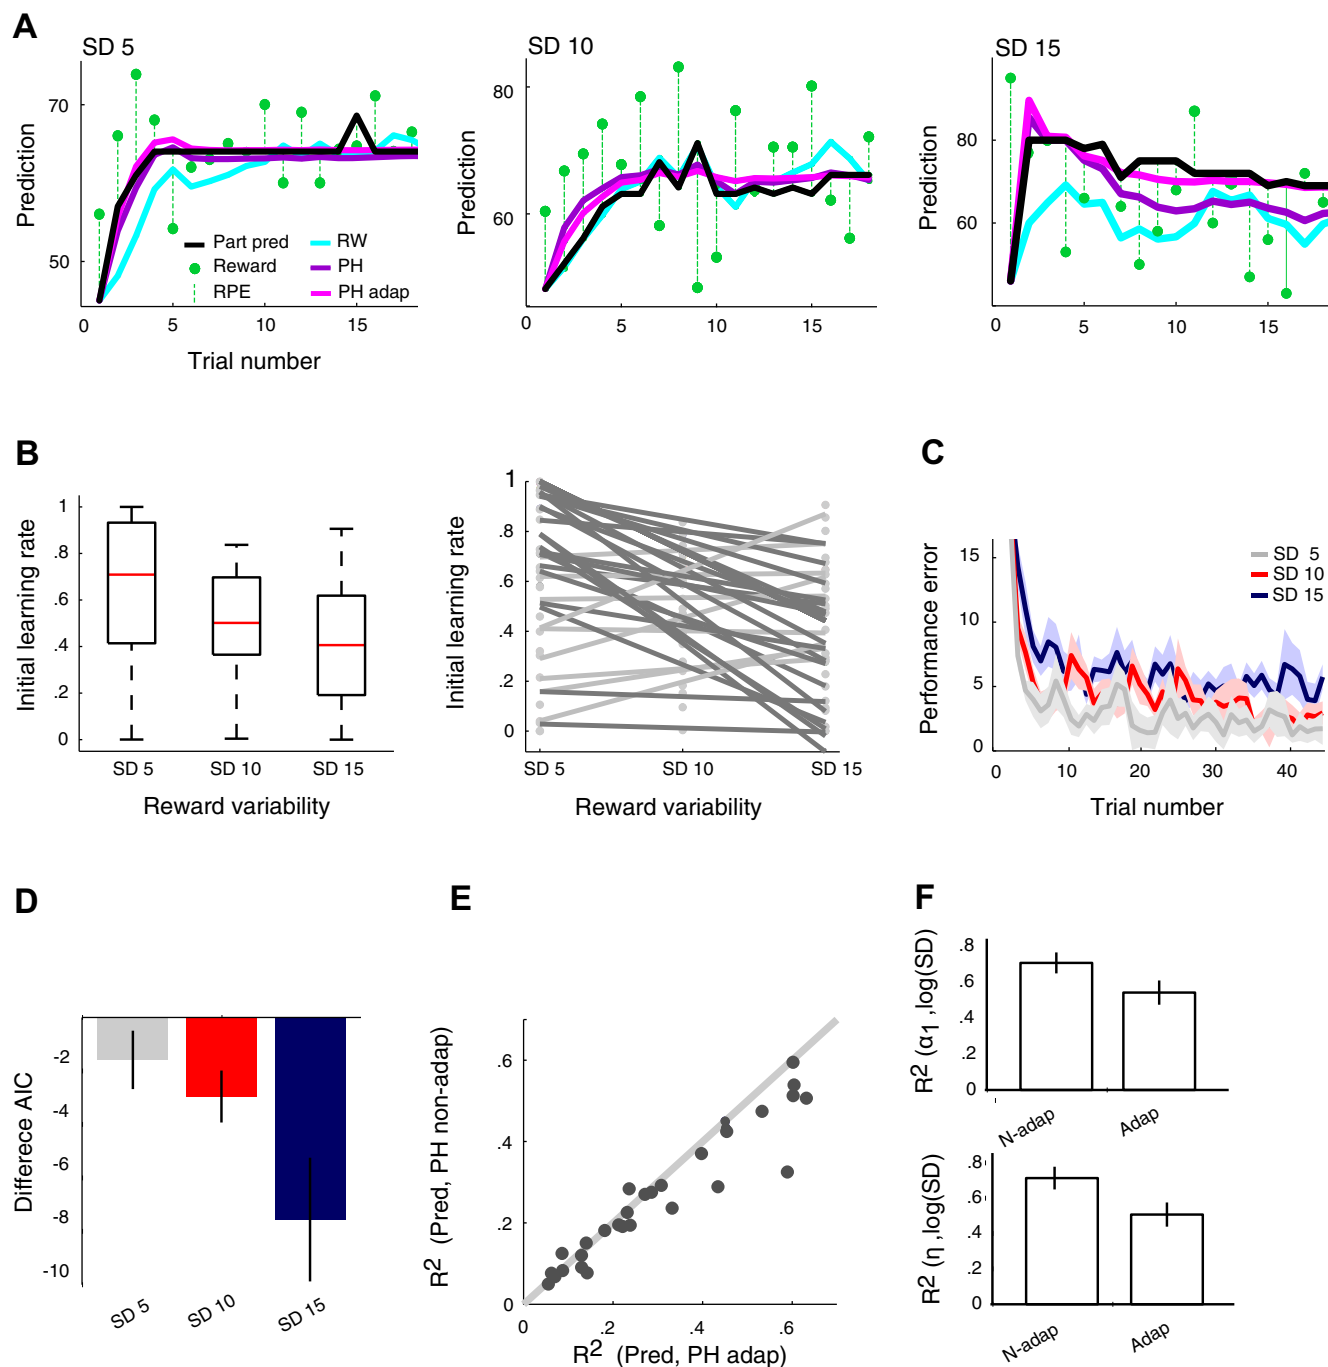 A
SD 5
SD 10
SD 15
Prediction
70
50
Part pred
Reward
RPE
RW
PH
PH adap
0 5 10 15
Trial number
Prediction
80
60
0 5 10 15
Prediction
80
60
0 5 10 15
B
Initial learning rate
1
.8
.6
.4
.2
0
SD 5 SD 10 SD 15
Reward variability
Initial learning rate
1
.8
.6
.4
.2
0
SD 5 SD 10 SD 15
Reward variability
C
Performance error
15
10
5
0
SD 5
SD 10
SD 15
0 10 20 30 40
Trial number
D
Differece AIC
-2
-4
-6
-8
-10
SD 5 SD 10 SD 15
E
R² (Pred, PH non-adap)
.6
.4
.2
0
0 .2 .4 .6
R² (Pred, PH adap)
F
R² (α₁ ,log(SD)
.8
.6
.4
.2
0
N-adap Adap
R² (η ,log(SD)
.8
.6
.4
.2
0
N-adap Adap